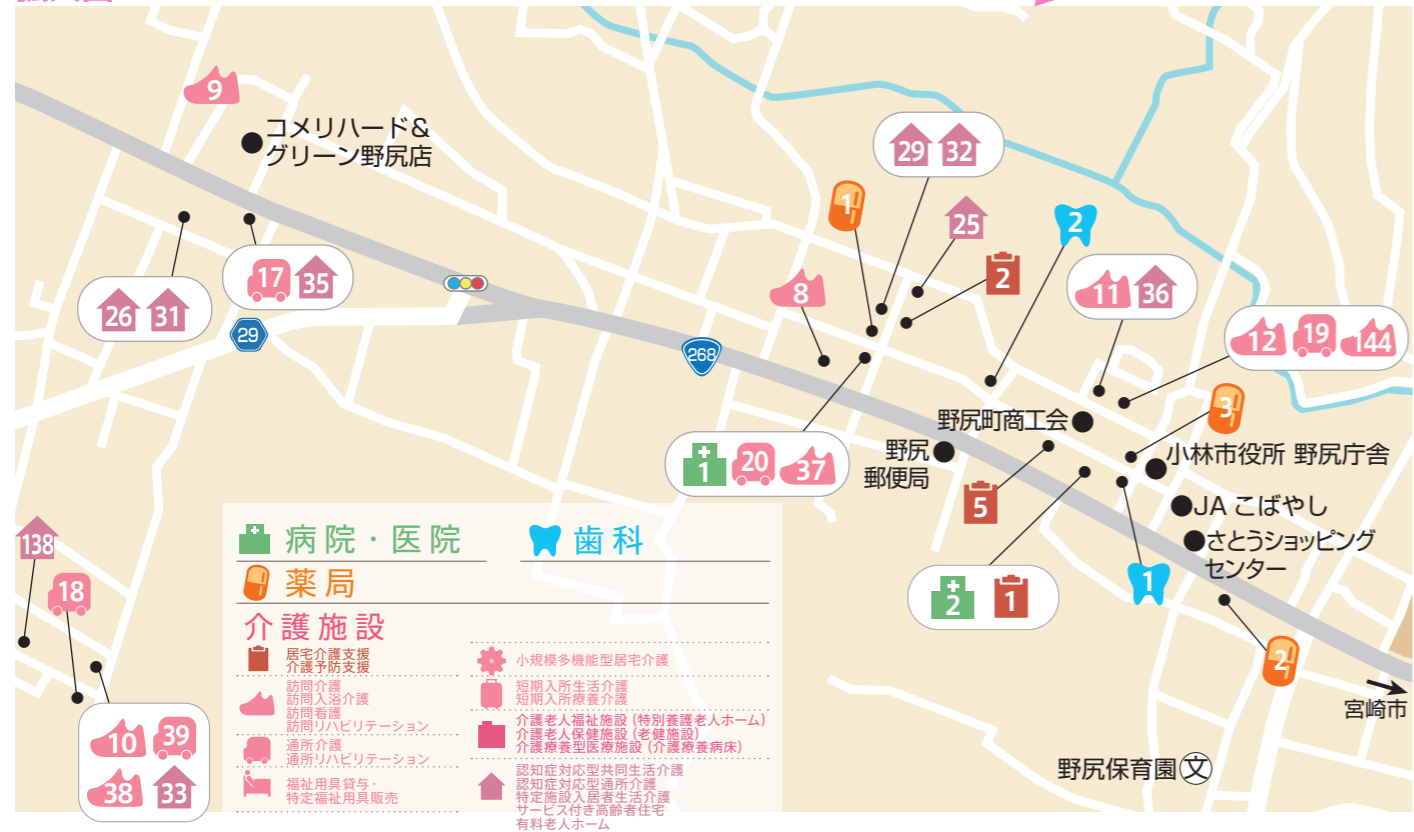 9
コメリハード&
グリーン野尻店
29 32
1
25
2
2
8
11 36
17 35
26 31
29
268
12 19 144
3
野尻町商工会
野尻
郵便局
小林市役所 野尻庁舎
1 20 37
5
JA こばやし
さとうショッピング
センター
2 1
1
2
宮崎市
野尻保育園 文
138
18
10 39
38 33
病院・医院
歯科
薬局
介護施設
居宅介護支援
介護予防支援
訪問介護
訪問入浴介護
訪問看護
訪問リハビリテーション
通所介護
通所リハビリテーション
福祉用具貸与・
特定福祉用具販売
小規模多機能型居宅介護
短期入所生活介護
短期入所療養介護
介護老人福祉施設(特別養護老人ホーム)
介護老人保健施設(老健施設)
介護療養型医療施設(介護療養病床)
認知症対応型共同生活介護
認知症対応型通所介護
特定施設入居者生活介護
サービス付き高齢者住宅
有料老人ホーム